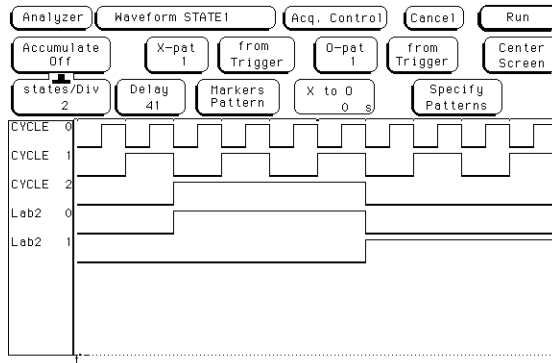 Analyzer Waveform STATE1 Acq. Control Cancel Run
Accumulate Off X-pat 1 from Trigger O-pat 1 from Trigger Center Screen
states/Div 2 Delay 41 Markers Pattern X to O 0 s Specify Patterns
CYCLE 0
CYCLE 1
CYCLE 2
Lab2 0
Lab2 1